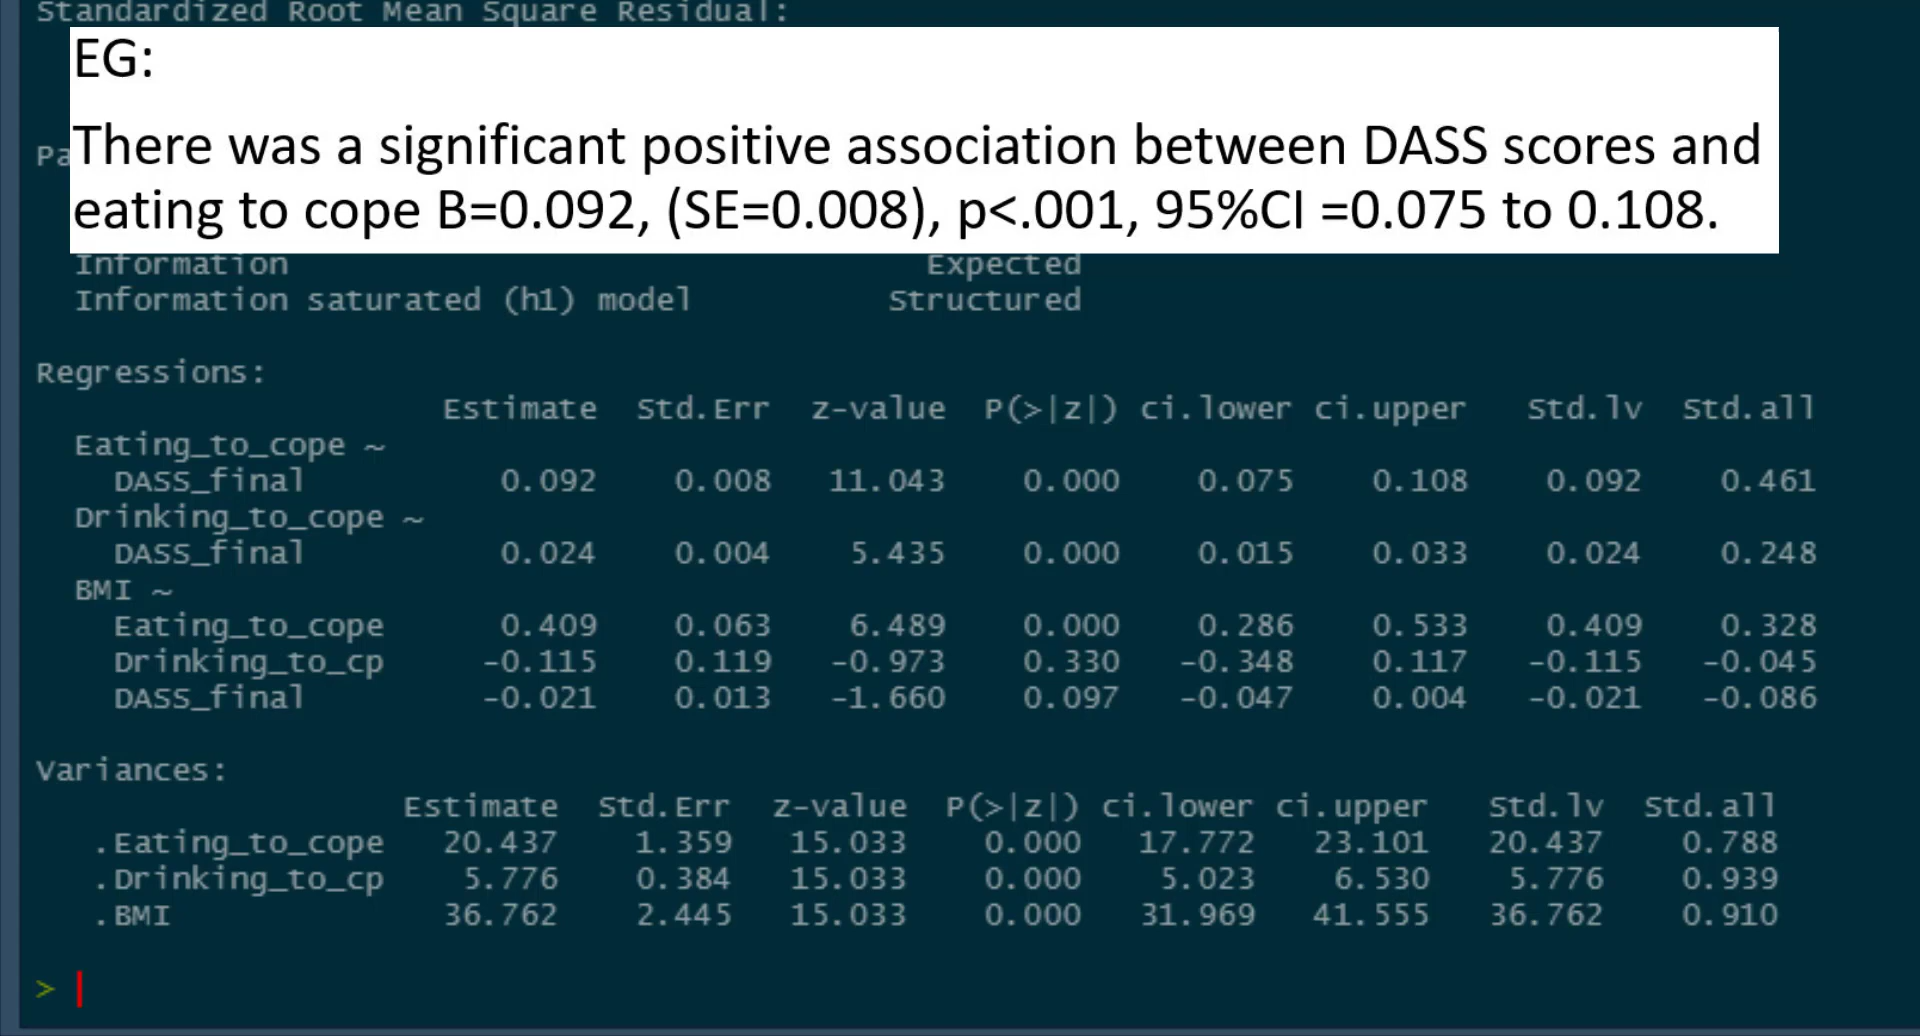 Standardized Root Mean Square Residual:
EG:
There was a significant positive association between DASS scores and
Pa
eating to cope B=0.092, (SE=0.008), p<.001, 95%CI =0.075 to 0.108.
Information Expected
Information saturated (h1) model Structured
Regressions:
Estimate Std.Err z-value P(>|z|) ci.lower ci.upper Std.lv Std.all
Eating_to_cope ~
DASS_final 0.092 0.008 11.043 0.000 0.075 0.108 0.092 0.461
Drinking_to_cope ~
DASS_final 0.024 0.004 5.435 0.000 0.015 0.033 0.024 0.248
BMI ~
Eating_to_cope 0.409 0.063 6.489 0.000 0.286 0.533 0.409 0.328
Drinking_to_cp -0.115 0.119 -0.973 0.330 -0.348 0.117 -0.115 -0.045
DASS_final -0.021 0.013 -1.660 0.097 -0.047 0.004 -0.021 -0.086
Variances:
Estimate Std.Err z-value P(>|z|) ci.lower ci.upper Std.lv Std.all
.Eating_to_cope 20.437 1.359 15.033 0.000 17.772 23.101 20.437 0.788
.Drinking_to_cp 5.776 0.384 15.033 0.000 5.023 6.530 5.776 0.939
.BMI 36.762 2.445 15.033 0.000 31.969 41.555 36.762 0.910
>